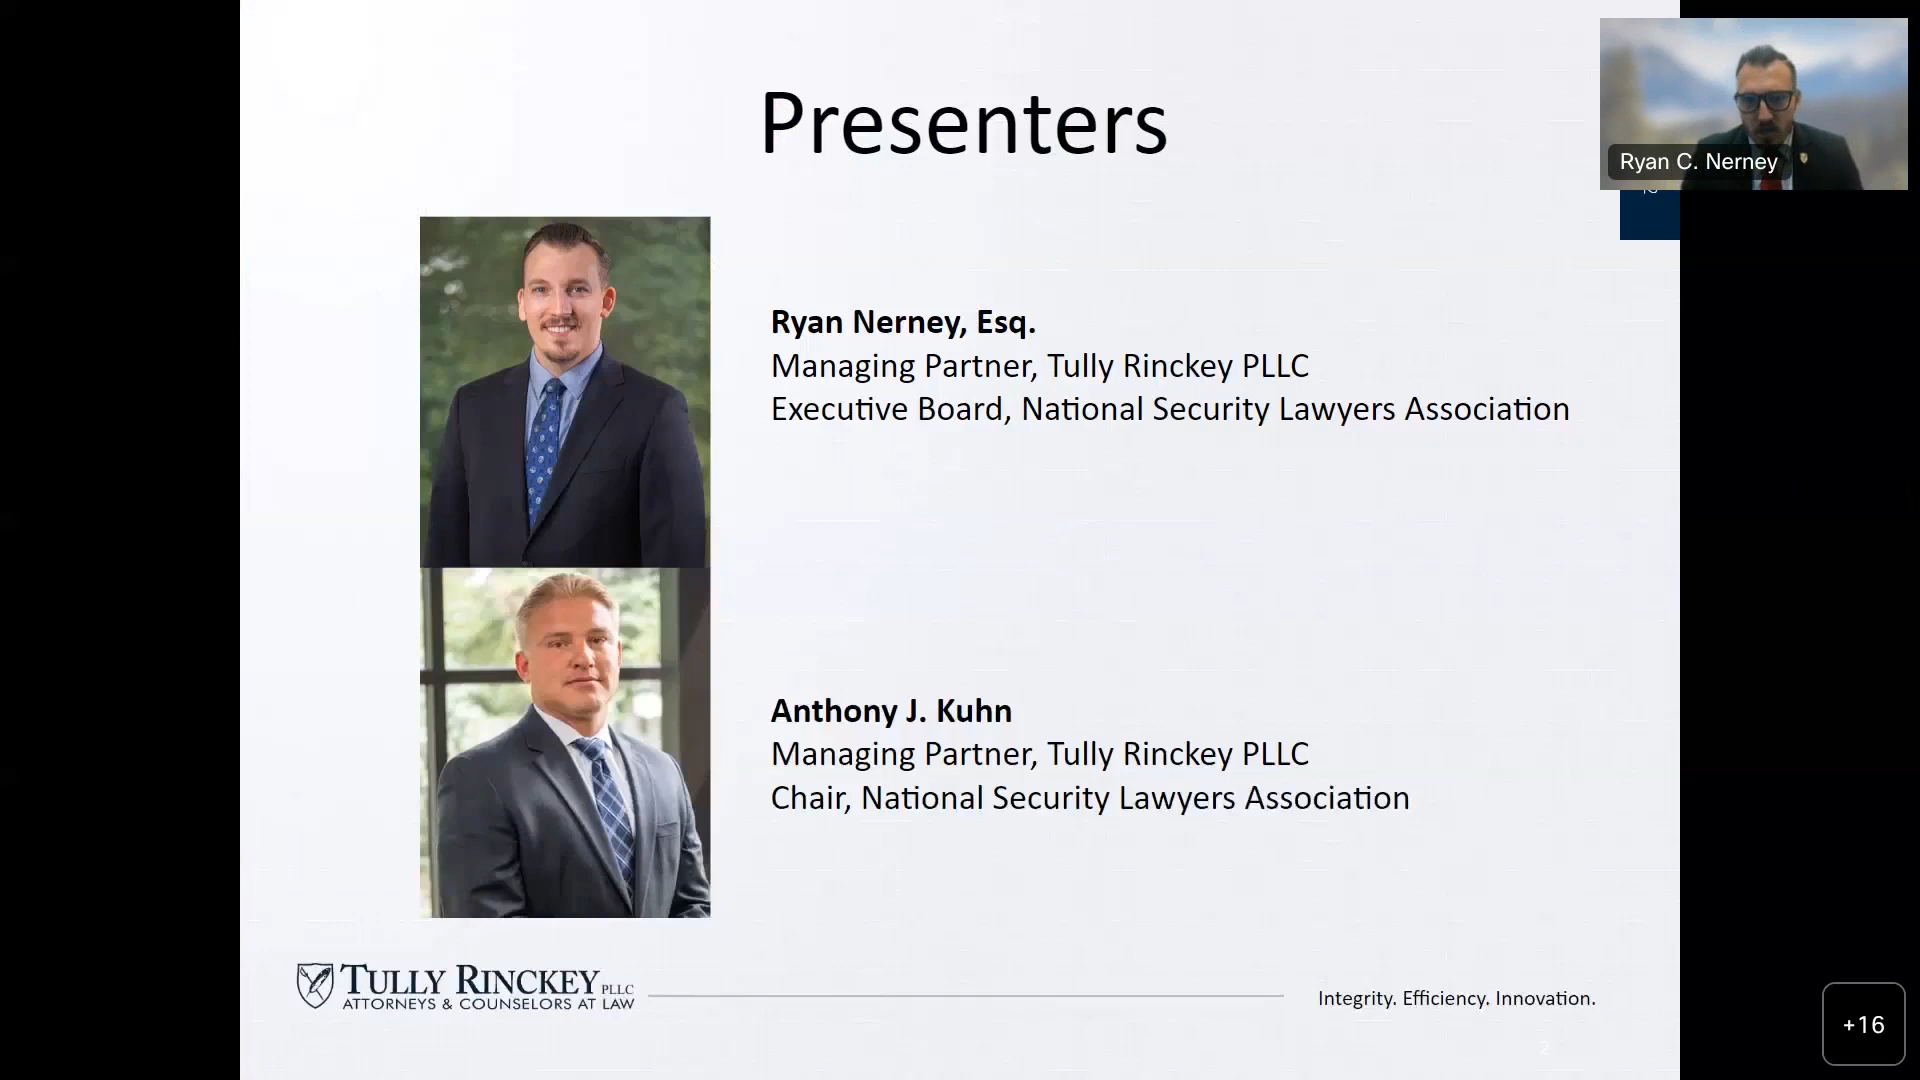 Presenters
Ryan C. Nerney
Ryan Nerney, Esq.
Managing Partner, Tully Rinckey PLLC
Executive Board, National Security Lawyers Association
Anthony J. Kuhn
Managing Partner, Tully Rinckey PLLC
Chair, National Security Lawyers Association
TULLY RINCKEY PLLC
ATTORNEYS & COUNSELORS AT LAW
Integrity. Efficiency. Innovation.
+16
2